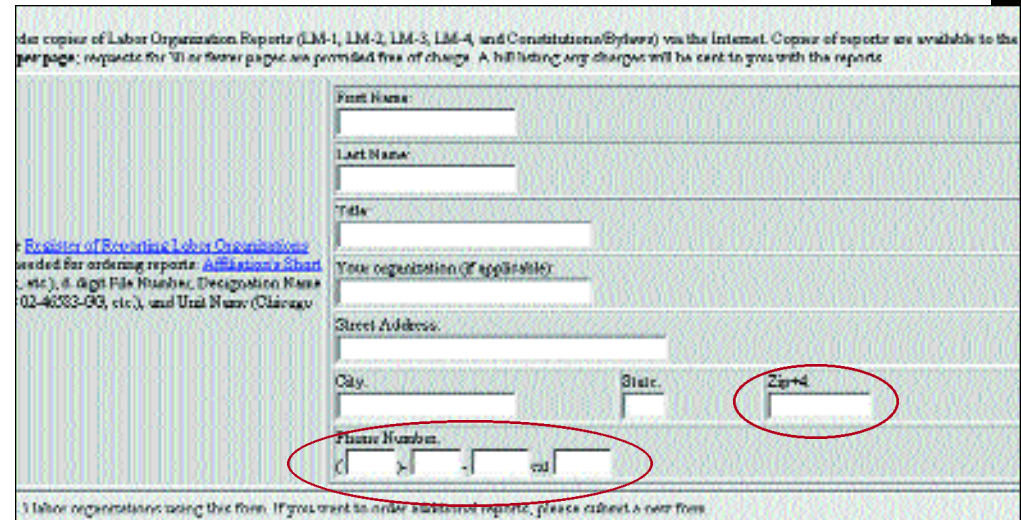 der copies of Labor Organization Reports (LM-1, LM-2, LM-3, LM-4, and Constitutions/Bylaws) via the Internet. Copies of reports are available to the
per page; requests for 10 or fewer pages are provided free of charge. A bill listing any charges will be sent to you with the reports
First Name:
Last Name:
Title:
Register of Reporting Labor Organizations
needed for ordering reports: Affiliation's Short
, etc.), 6 digit File Number, Designation Name
02-46583-GG, etc.), and Unit Name (Chicago
Your organization (if applicable):
Street Address:
City:
State:
Zip+4
Phone Number:
( )- - ext
labor organizations using this form. If you want to order additional reports, please submit a new form